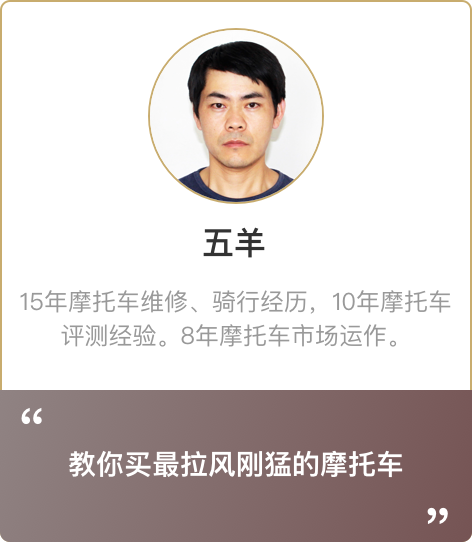 五羊
15年摩托车维修、骑行经历，10年摩托车
评测经验。8年摩托车市场运作。
“
教你买最拉风刚猛的摩托车
”